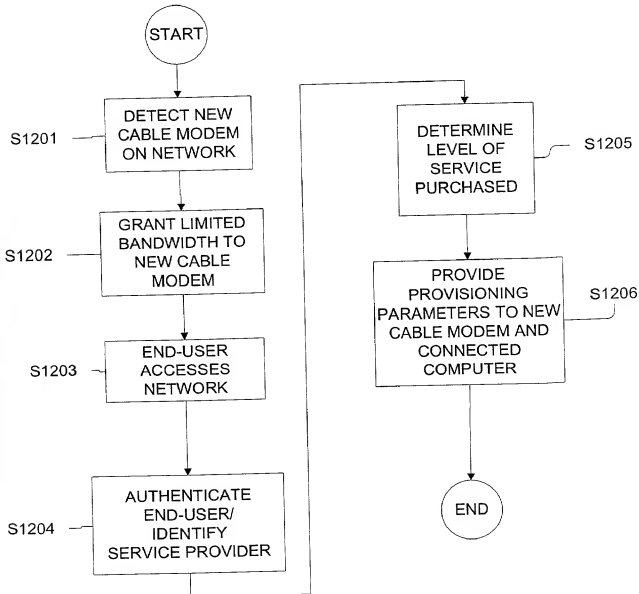 START
S1201
DETECT NEW
CABLE MODEM
ON NETWORK
S1202
GRANT LIMITED
BANDWIDTH TO
NEW CABLE
MODEM
S1203
END-USER
ACCESSES
NETWORK
S1204
AUTHENTICATE
END-USER/
IDENTIFY
SERVICE PROVIDER
DETERMINE
LEVEL OF
SERVICE
PURCHASED
S1205
PROVIDE
PROVISIONING
PARAMETERS TO NEW
CABLE MODEM AND
CONNECTED
COMPUTER
S1206
END